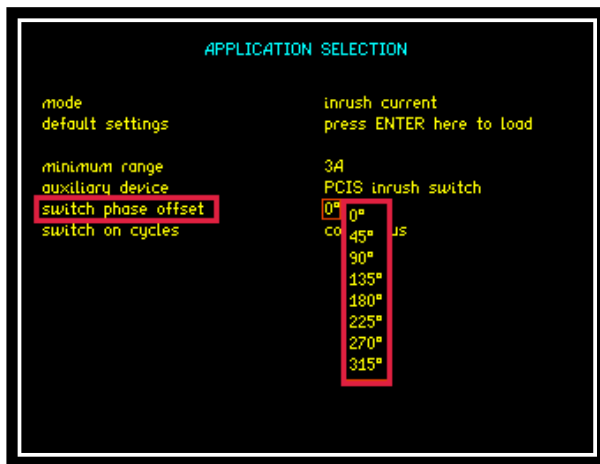 APPLICATION SELECTION
mode inrush current
default settings press ENTER here to load
minimum range 3A
auxiliary device PCIS inrush switch
switch phase offset 0°
switch on cycles
0°
45°
90°
135°
180°
225°
270°
315°